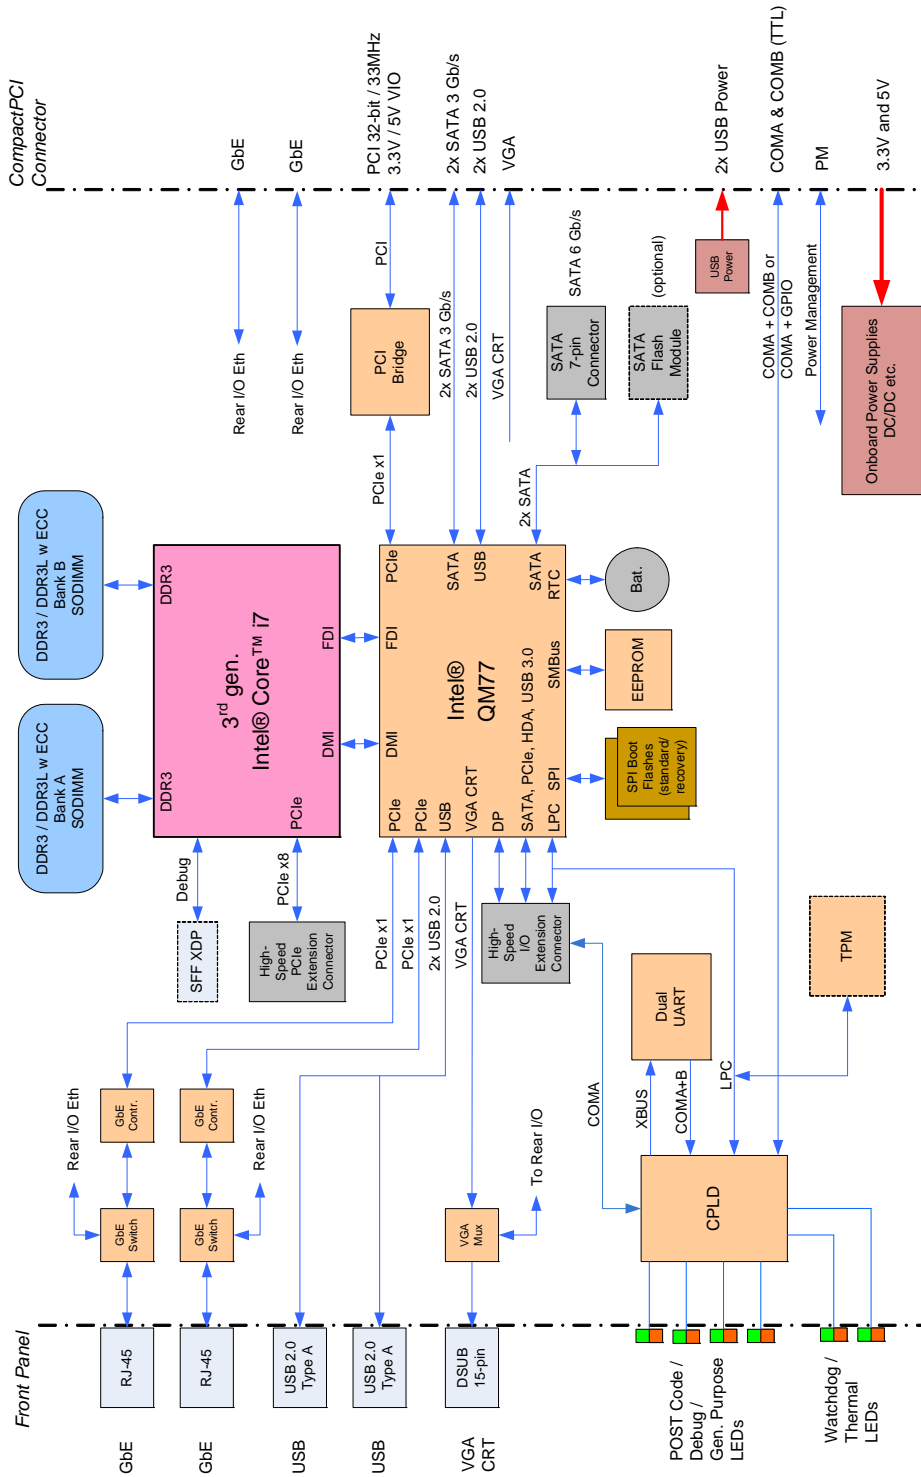 Front Panel
CompactPCI
Connector
GbE
RJ-45
GbE
Switch
GbE
Contr.
Rear I/O Eth
GbE
RJ-45
GbE
Switch
GbE
Contr.
Rear I/O Eth
USB
USB 2.0
Type A
USB
USB 2.0
Type A
VGA
CRT
DSUB
15-pin
VGA
Mux
To Rear I/O
POST Code /
Debug /
Gen. Purpose
LEDs
Watchdog /
Thermal
LEDs
CPLD
COMA
XBUS
COMA+B
LPC
Dual
UART
TPM
SFF XDP
Debug
High-
Speed
PCIe
Extension
Connector
PCIe x8
PCIe x1
PCIe x1
2x USB 2.0
VGA CRT
High-
Speed
I/O
Extension
Connector
DDR3 / DDR3L w ECC
Bank A
SODIMM
DDR3 / DDR3L w ECC
Bank B
SODIMM
DDR3
DDR3
3rd gen.
Intel® Core™ i7
PCIe
DMI
FDI
PCIe
PCIe
USB
VGA CRT
DP
SATA, PCIe, HDA, USB 3.0
LPC
SPI
SMBus
RTC
SATA
DMI
FDI
PCIe
SATA
USB
Intel®
QM77
SPI Boot
Flashes
(standard/
recovery)
EEPROM
Bat.
PCIe x1
PCI
Bridge
PCI
PCI 32-bit / 33MHz
3.3V / 5V VIO
Rear I/O Eth
GbE
Rear I/O Eth
GbE
2x SATA 3 Gb/s
2x SATA 3 Gb/s
2x USB 2.0
2x USB 2.0
VGA CRT
VGA
2x SATA
SATA
7-pin
Connector
SATA 6 Gb/s
SATA
Flash
Module
(optional)
USB
Power
2x USB Power
COMA + COMB or
COMA + GPIO
COMA & COMB (TTL)
Power Management
PM
Onboard Power Supplies
DC/DC etc.
3.3V and 5V